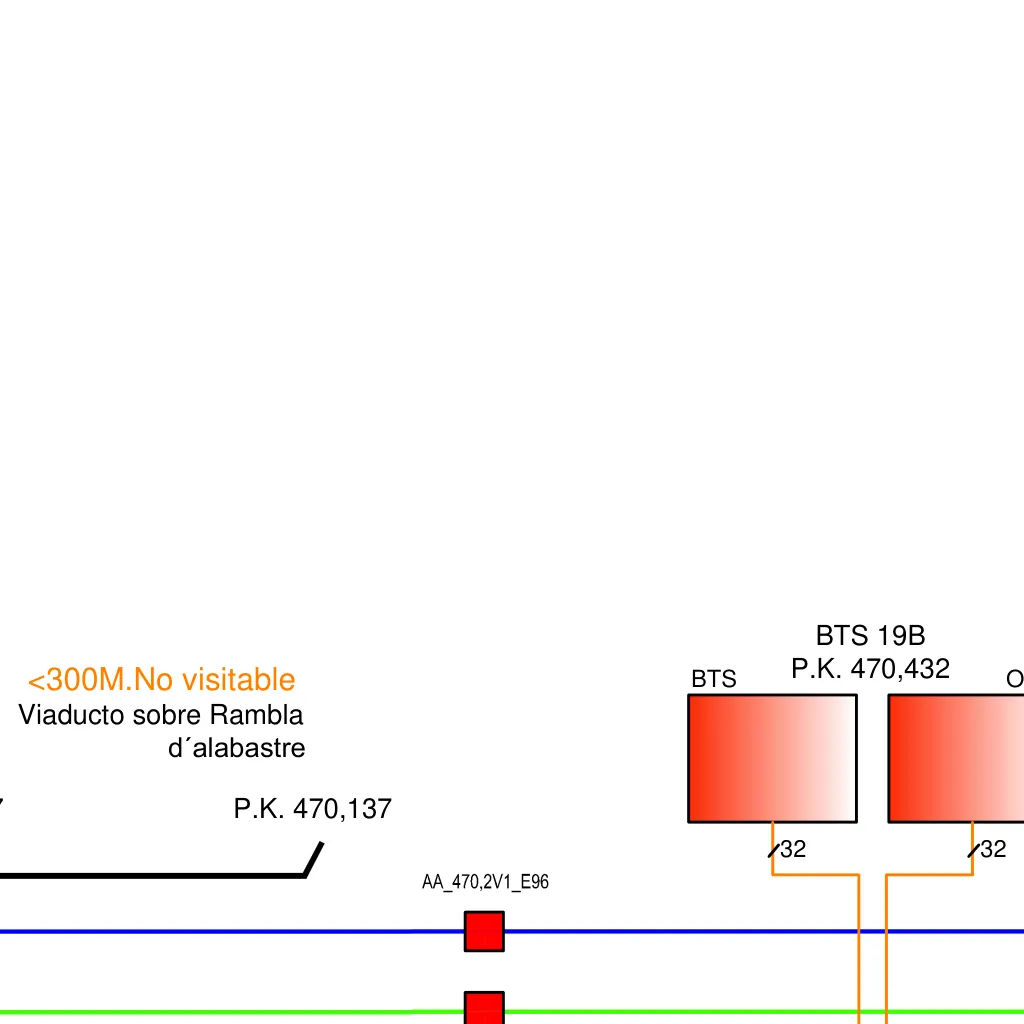 BTS 19B
P.K. 470,432
BTS
<300M.No visitable
Viaducto sobre Rambla
d´alabastre
P.K. 470,137
32
32
AA_470,2V1_E96